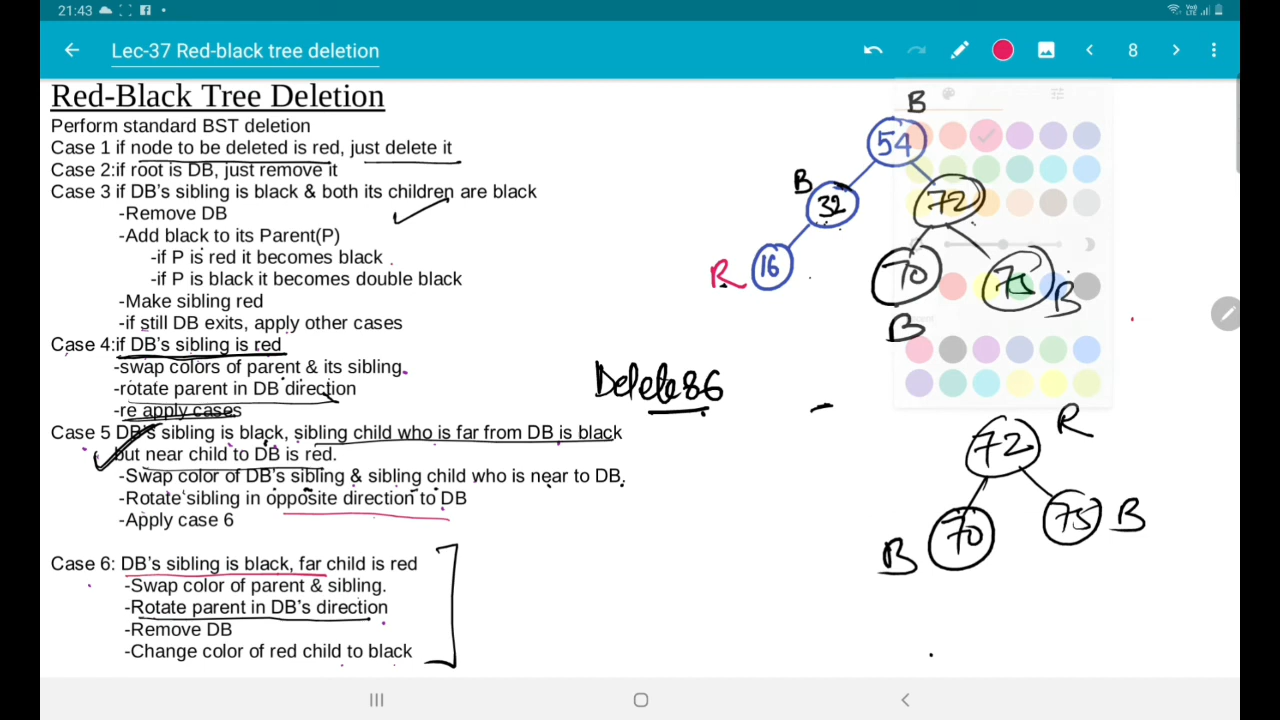 21:43
Lec-37 Red-black tree deletion
8
Red-Black Tree Deletion
Perform standard BST deletion
Case 1 if node to be deleted is red, just delete it
Case 2:if root is DB, just remove it
Case 3 if DB's sibling is black & both its children are black
-Remove DB
-Add black to its Parent(P)
-if P is red it becomes black
-if P is black it becomes double black
-Make sibling red
-if still DB exits, apply other cases
Case 4:if DB's sibling is red
-swap colors of parent & its sibling.
-rotate parent in DB direction
-re apply cases
Case 5 DB's sibling is black, sibling child who is far from DB is black
but near child to DB is red.
-Swap color of DB's sibling & sibling child who is near to DB.
-Rotate sibling in opposite direction to DB
-Apply case 6
Case 6: DB's sibling is black, far child is red
-Swap color of parent & sibling.
-Rotate parent in DB's direction
-Remove DB
-Change color of red child to black
B
54
B
32
72
R
16
70
75
B
B
Delete 86
72
R
70
75
B
B